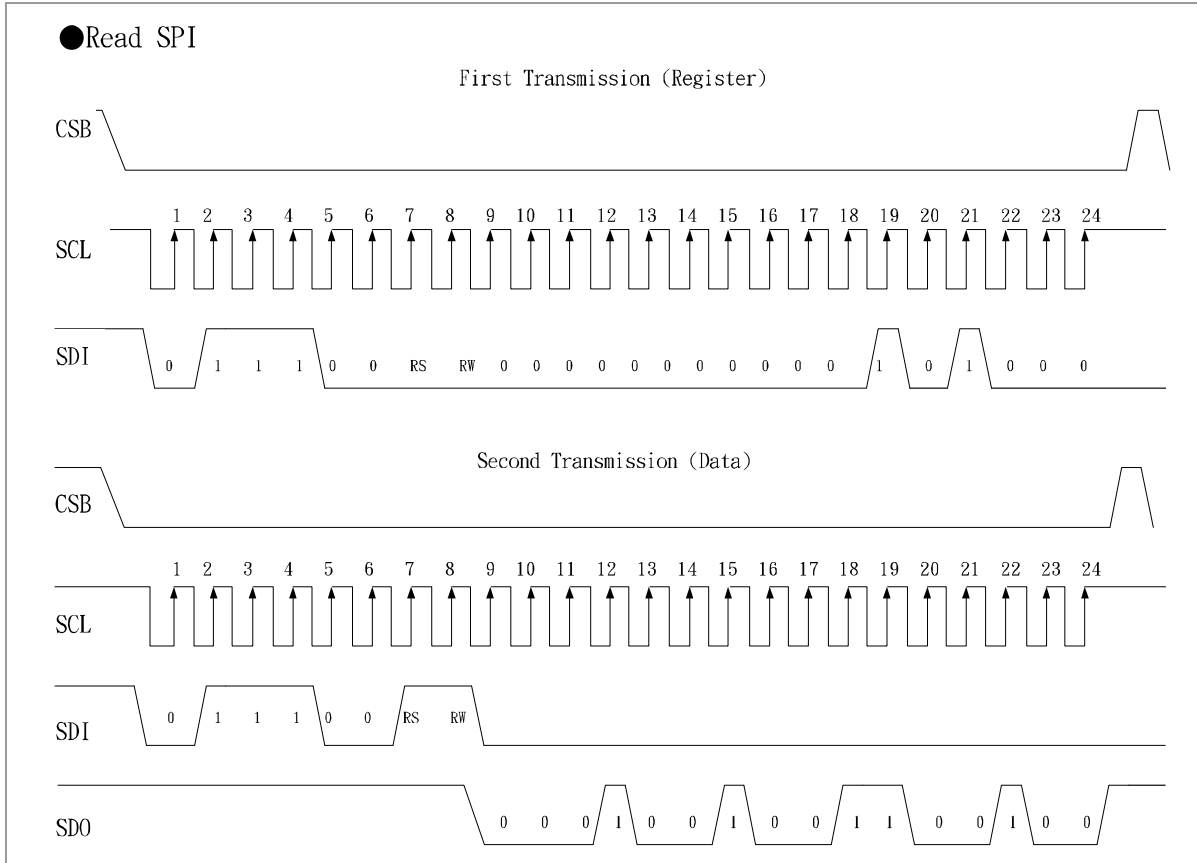 ●Read SPI
First Transmission (Register)
CSB
1 2 3 4 5 6 7 8 9 10 11 12 13 14 15 16 17 18 19 20 21 22 23 24
SCL
SDI 0 1 1 1 0 0 RS RW 0 0 0 0 0 0 0 0 0 0 1 0 1 0 0 0
Second Transmission (Data)
CSB
1 2 3 4 5 6 7 8 9 10 11 12 13 14 15 16 17 18 19 20 21 22 23 24
SCL
SDI 0 1 1 1 0 0 RS RW
SDO 0 0 0 1 0 0 1 0 0 1 1 0 0 1 0 0